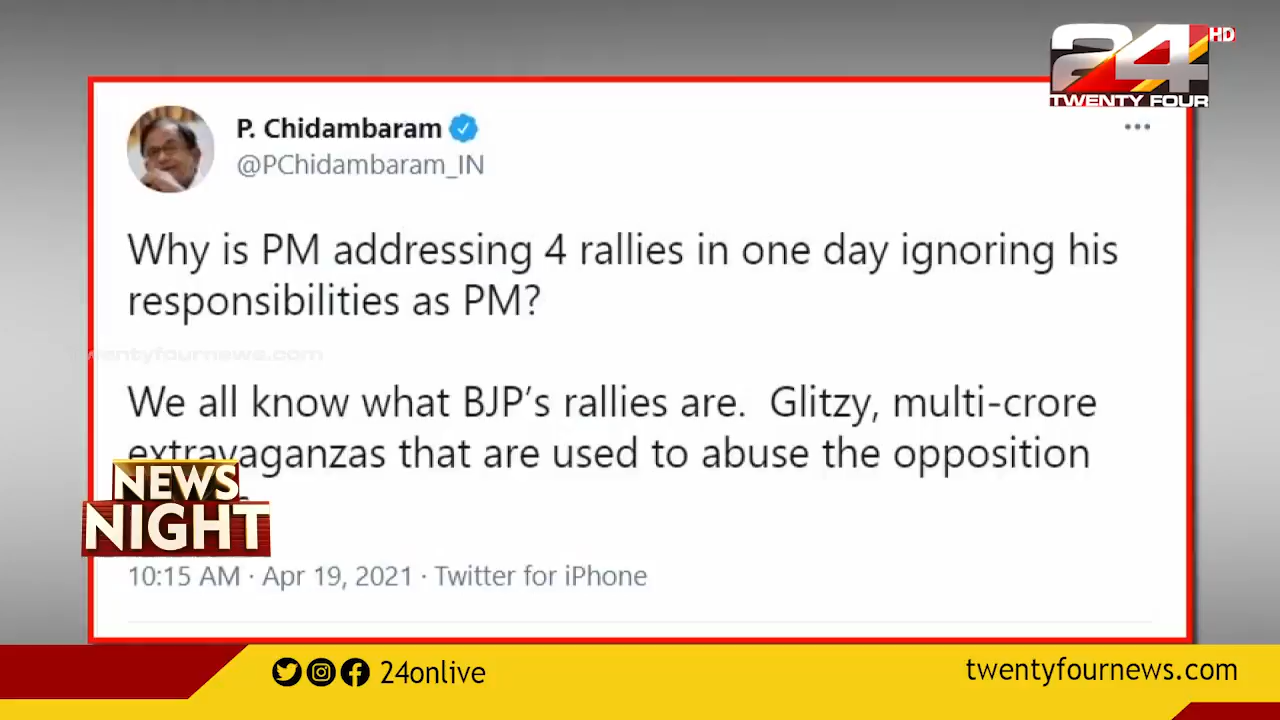 24 HD
TWENTY FOUR
P. Chidambaram
@PChidambaram_IN
Why is PM addressing 4 rallies in one day ignoring his
responsibilities as PM?
twentyfournews.com
We all know what BJP’s rallies are. Glitzy, multi-crore
extravaganzas that are used to abuse the opposition
NEWS
NIGHT
10:15 AM · Apr 19, 2021 · Twitter for iPhone
24onlive
twentyfournews.com